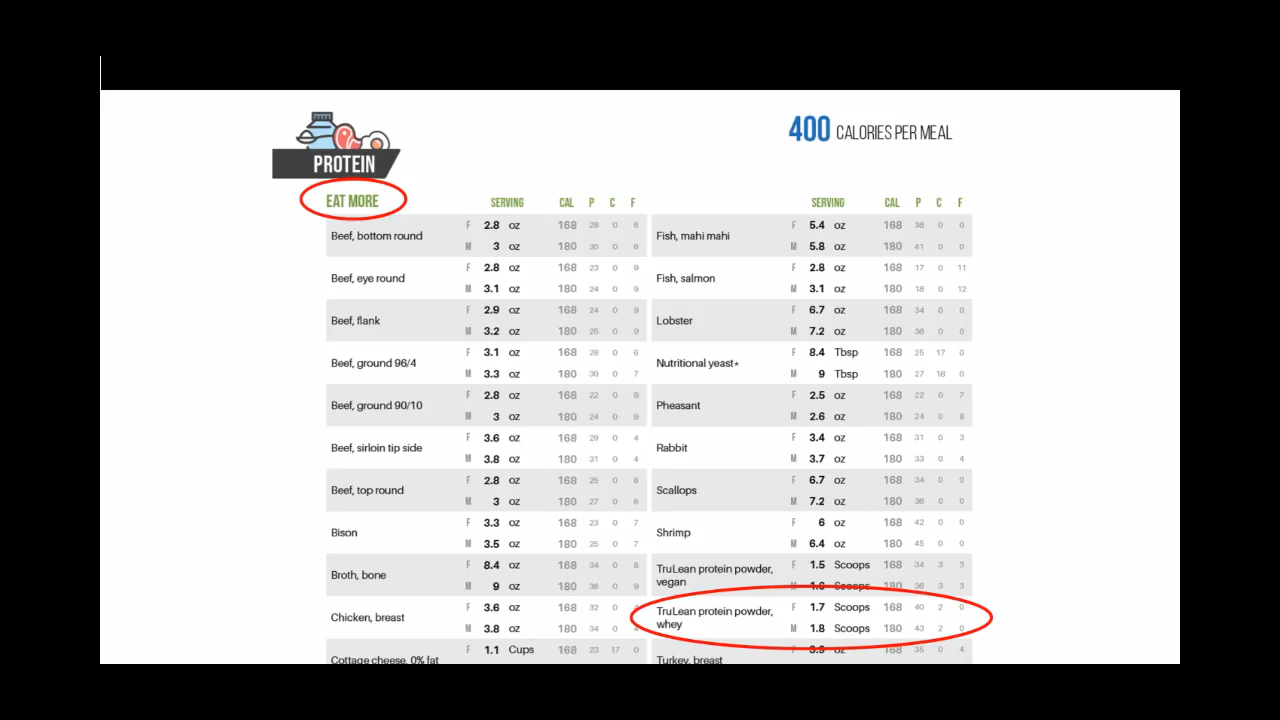 400 CALORIES PER MEAL
PROTEIN
EAT MORE SERVING CAL P C F SERVING CAL P C F
Beef, bottom round F 2.8 oz 168 28 0 6 Fish, mahi mahi F 5.4 oz 168 38 0 0
M 3 oz 180 30 0 6 M 5.8 oz 180 41 0 0
Beef, eye round F 2.8 oz 168 23 0 9 Fish, salmon F 2.8 oz 168 17 0 11
M 3.1 oz 180 24 0 9 M 3.1 oz 180 18 0 12
Beef, flank F 2.9 oz 168 24 0 9 Lobster F 6.7 oz 168 34 0 0
M 3.2 oz 180 25 0 9 M 7.2 oz 180 36 0 0
Beef, ground 96/4 F 3.1 oz 168 28 0 6 Nutritional yeast* F 8.4 Tbsp 168 25 17 0
M 3.3 oz 180 30 0 7 M 9 Tbsp 180 27 18 0
Beef, ground 90/10 F 2.8 oz 168 22 0 8 Pheasant F 2.5 oz 168 22 0 7
M 3 oz 180 24 0 9 M 2.6 oz 180 24 0 8
Beef, sirloin tip side F 3.6 oz 168 29 0 4 Rabbit F 3.4 oz 168 31 0 3
M 3.8 oz 180 31 0 4 M 3.7 oz 180 33 0 4
Beef, top round F 2.8 oz 168 25 0 6 Scallops F 6.7 oz 168 34 0 0
M 3 oz 180 27 0 6 M 7.2 oz 180 36 0 0
Bison F 3.3 oz 168 23 0 7 Shrimp F 6 oz 168 42 0 0
M 3.5 oz 180 25 0 7 M 6.4 oz 180 45 0 0
Broth, bone F 8.4 oz 168 34 0 8 TruLean protein powder, vegan F 1.5 Scoops 168 34 3 3
M 9 oz 180 36 0 9 M 1.6 Scoops 180 36 3 3
Chicken, breast F 3.6 oz 168 32 0 4 TruLean protein powder, whey F 1.7 Scoops 168 40 2 0
M 3.8 oz 180 34 0 4 M 1.8 Scoops 180 43 2 0
Cottage cheese, 0% fat F 1.1 Cups 168 23 17 0 Turkey, breast F 3.9 oz 168 35 0 4